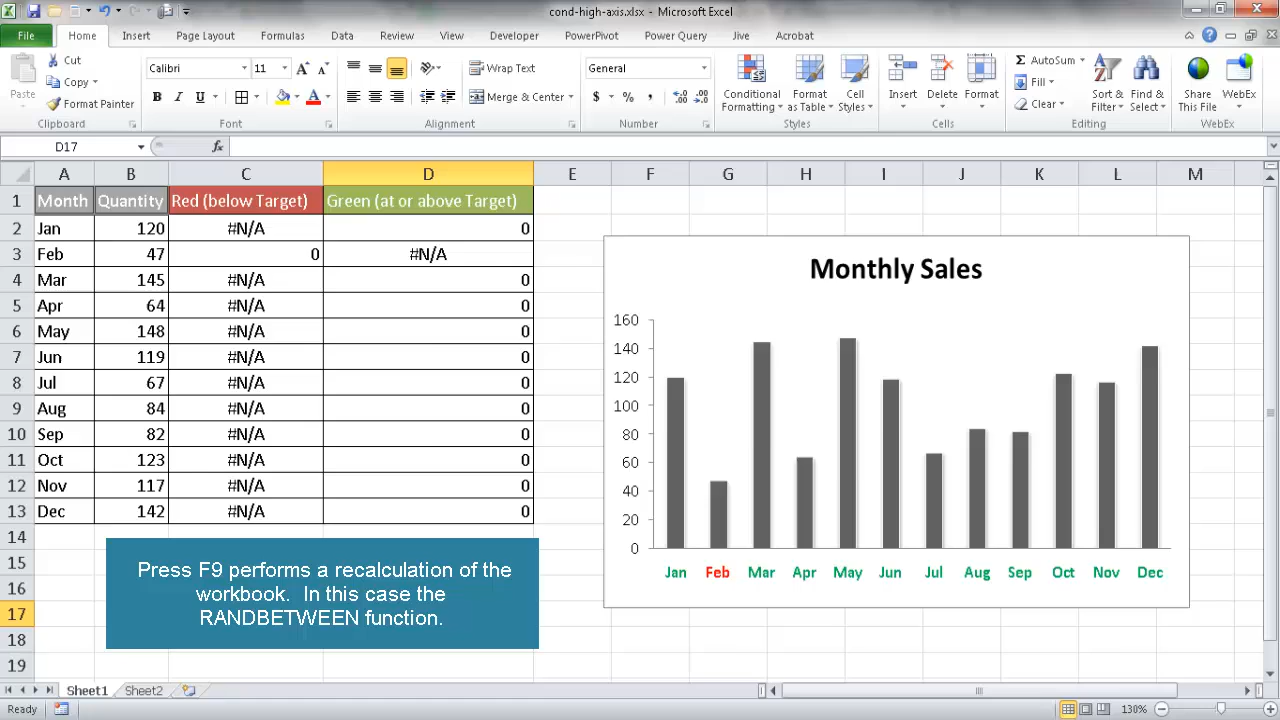 cond-high-axis.xlsx - Microsoft Excel
File Home Insert Page Layout Formulas Data Review View Developer PowerPivot Power Query Jive Acrobat
Paste
Cut
Copy
Format Painter
Clipboard
Calibri 11
B I U
Font
Wrap Text
Merge & Center
Alignment
General
$ % ,
Number
Conditional Formatting
Format as Table
Cell Styles
Styles
Insert Delete Format
Cells
Σ AutoSum
Fill
Clear
Sort & Filter
Find & Select
Editing
Share This File
WebEx
WebEx
D17 fx
A B C D E F G H I J K L M
1 Month Quantity Red (below Target) Green (at or above Target)
2 Jan 120 #N/A 0
3 Feb 47 0 #N/A
4 Mar 145 #N/A 0
5 Apr 64 #N/A 0
6 May 148 #N/A 0
7 Jun 119 #N/A 0
8 Jul 67 #N/A 0
9 Aug 84 #N/A 0
10 Sep 82 #N/A 0
11 Oct 123 #N/A 0
12 Nov 117 #N/A 0
13 Dec 142 #N/A 0
14
15
16
17
18
19
Press F9 performs a recalculation of the
workbook. In this case the
RANDBETWEEN function.
Monthly Sales
160
140
120
100
80
60
40
20
0
Jan Feb Mar Apr May Jun Jul Aug Sep Oct Nov Dec
Sheet1 Sheet2
Ready 130%